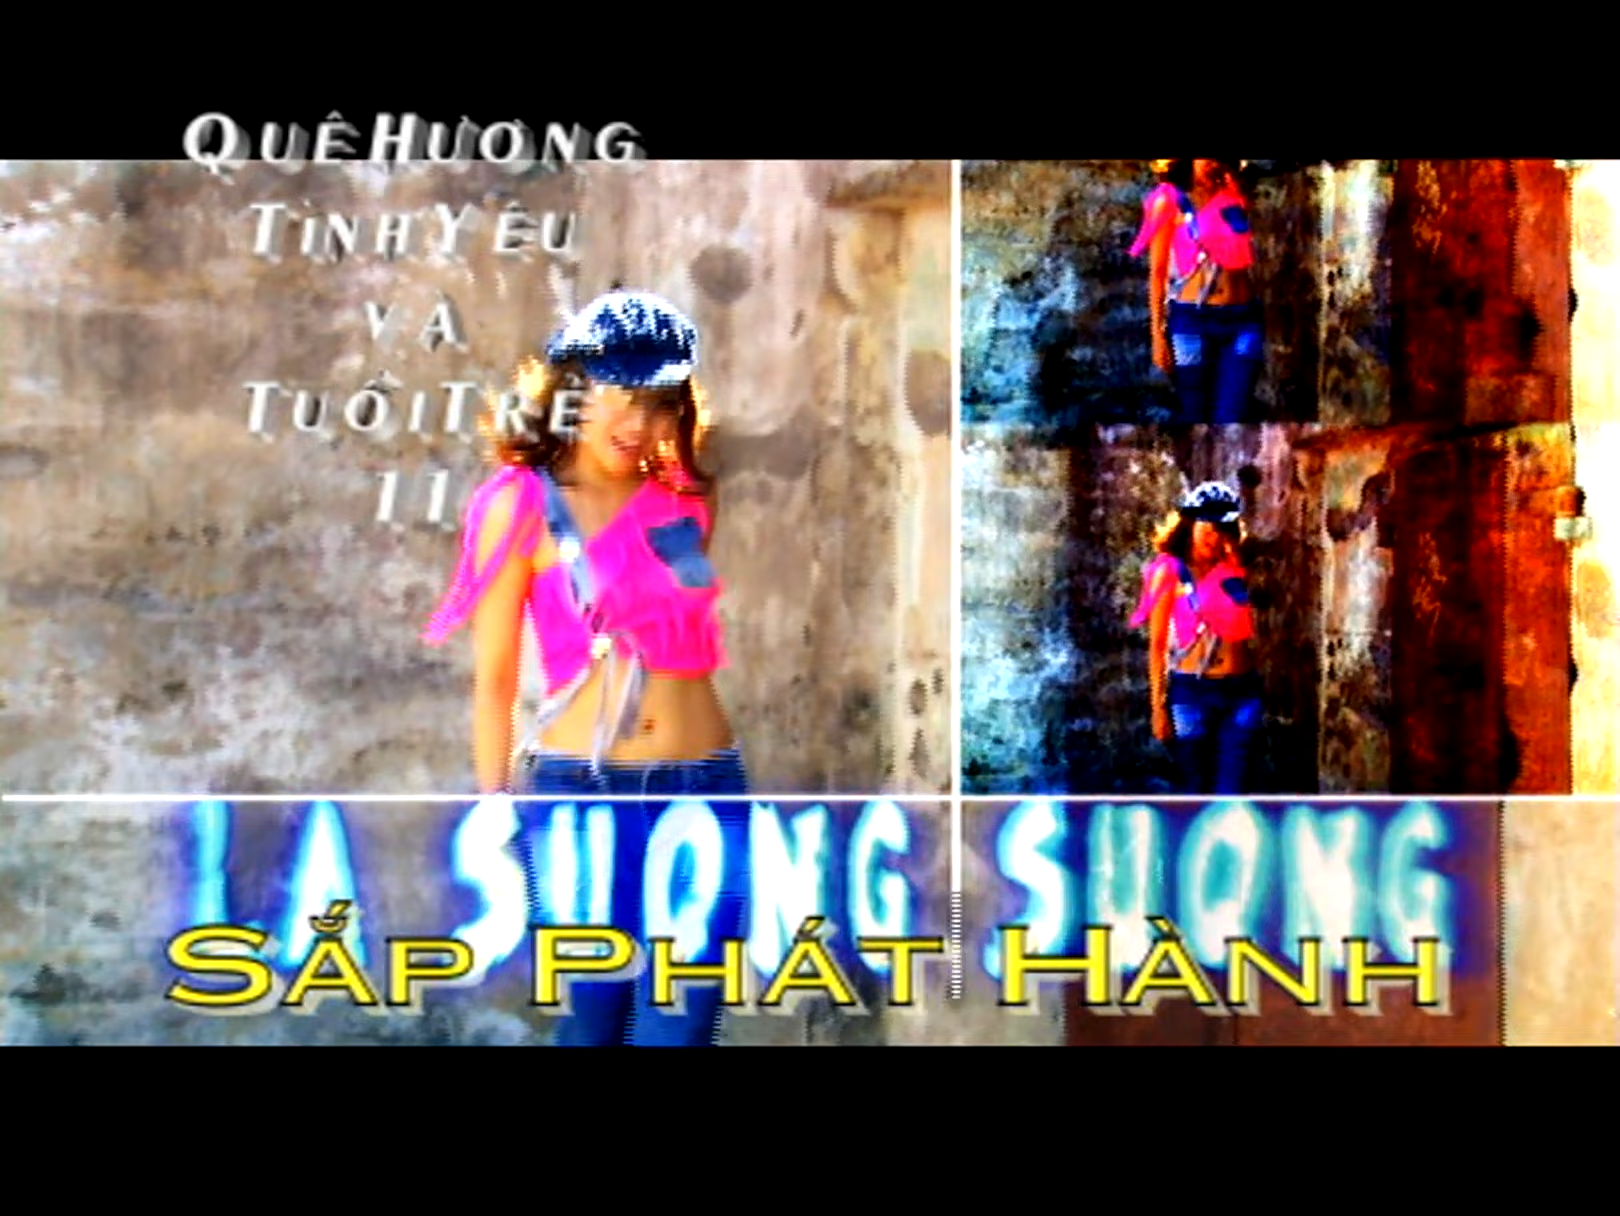 QUÊ HƯƠNG
TÌNH YÊU
VÀ
TUỔI TRẺ
11
LA SUONG SUONG
SẮP PHÁT HÀNH